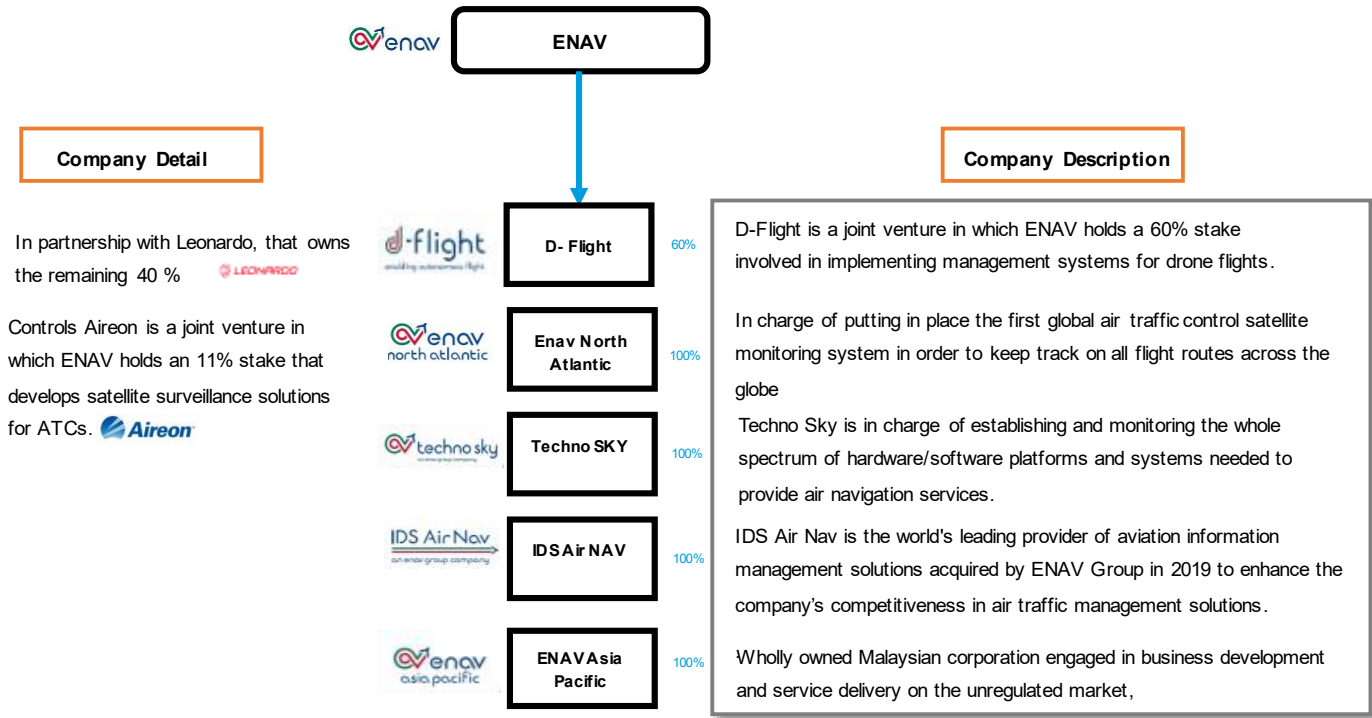 enav
ENAV
Company Detail
Company Description
In partnership with Leonardo, that owns
the remaining 40 %
LEONARDO
Controls Aireon is a joint venture in
which ENAV holds an 11% stake that
develops satellite surveillance solutions
for ATCs.
Aireon
d-flight
enabling autonomous flight
D- Flight
60%
D-Flight is a joint venture in which ENAV holds a 60% stake
involved in implementing management systems for drone flights.
enav
north atlantic
Enav North
Atlantic
100%
In charge of putting in place the first global air traffic control satellite
monitoring system in order to keep track on all flight routes across the
globe
techno sky
an enav group company
Techno SKY
100%
Techno Sky is in charge of establishing and monitoring the whole
spectrum of hardware/software platforms and systems needed to
provide air navigation services.
IDS Air Nav
an enav group company
IDS Air NAV
100%
IDS Air Nav is the world's leading provider of aviation information
management solutions acquired by ENAV Group in 2019 to enhance the
company’s competitiveness in air traffic management solutions.
enav
asia pacific
ENAV Asia
Pacific
100%
Wholly owned Malaysian corporation engaged in business development
and service delivery on the unregulated market,